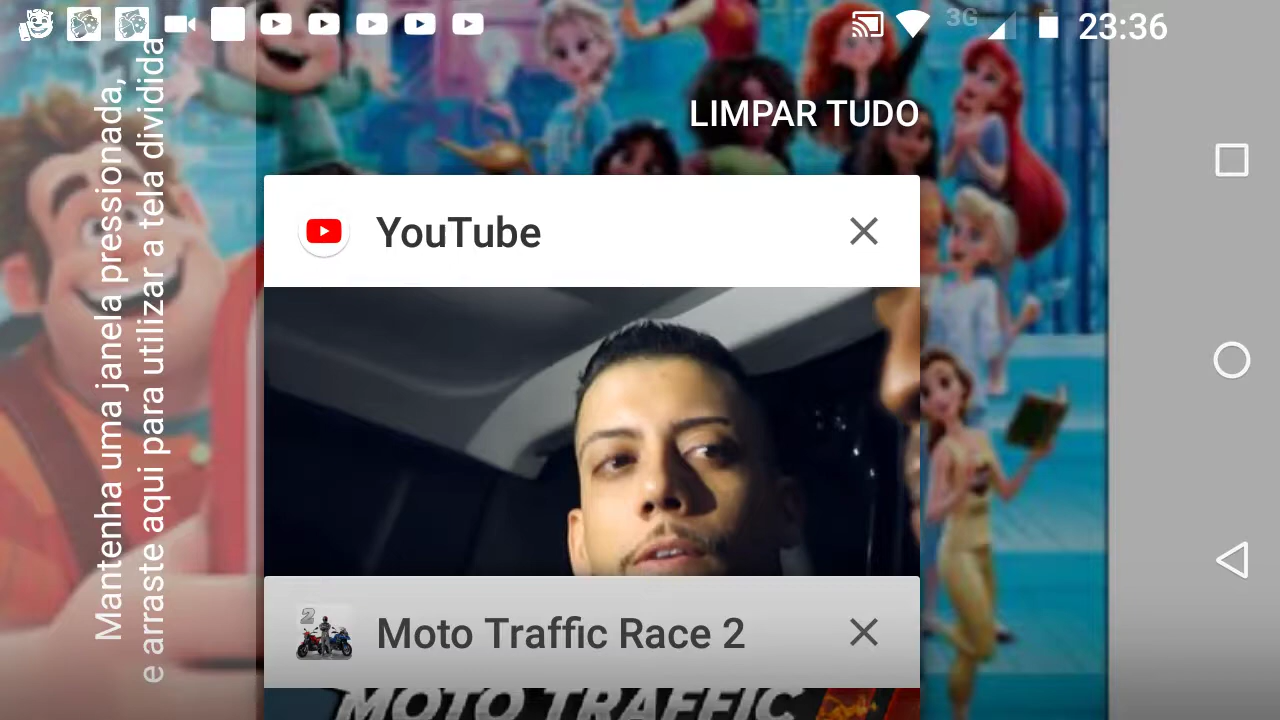 3G
23:36
LIMPAR TUDO
Mantenha uma janela pressionada,
e arraste aqui para utilizar a tela dividida
YouTube
2
Moto Traffic Race 2
MOTO TRAFFIC